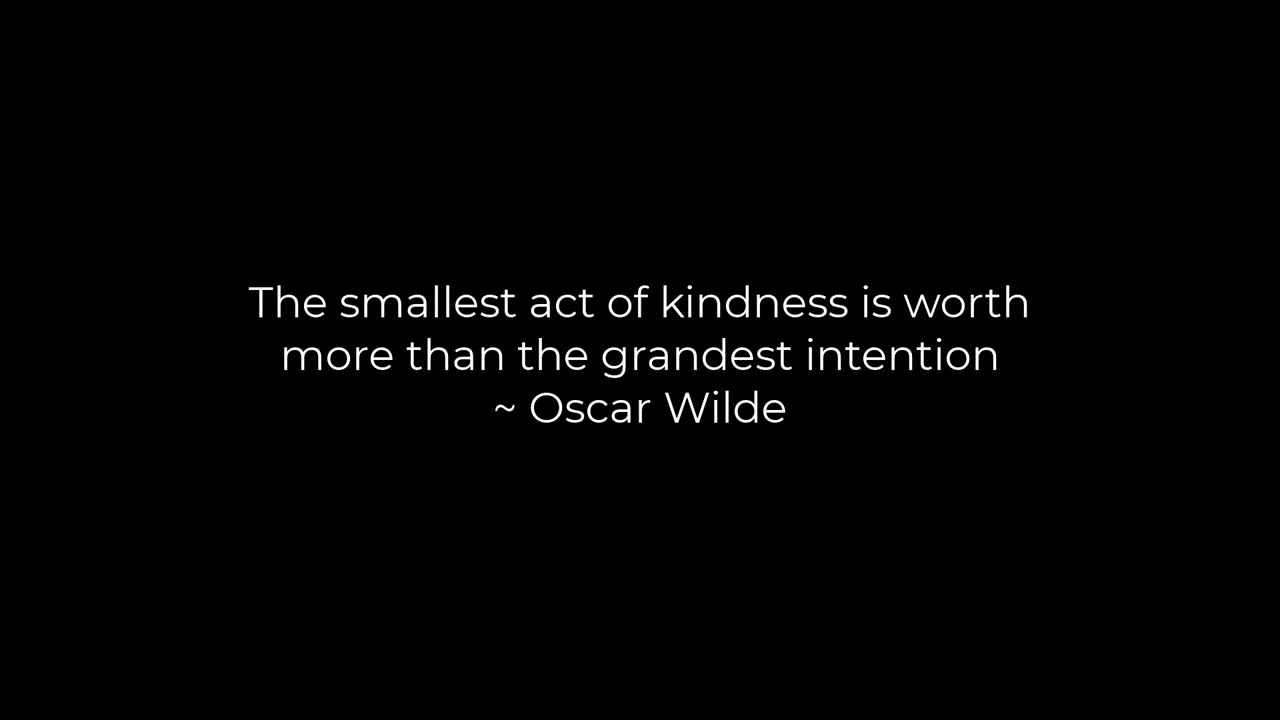 The smallest act of kindness is worth
more than the grandest intention
~ Oscar Wilde